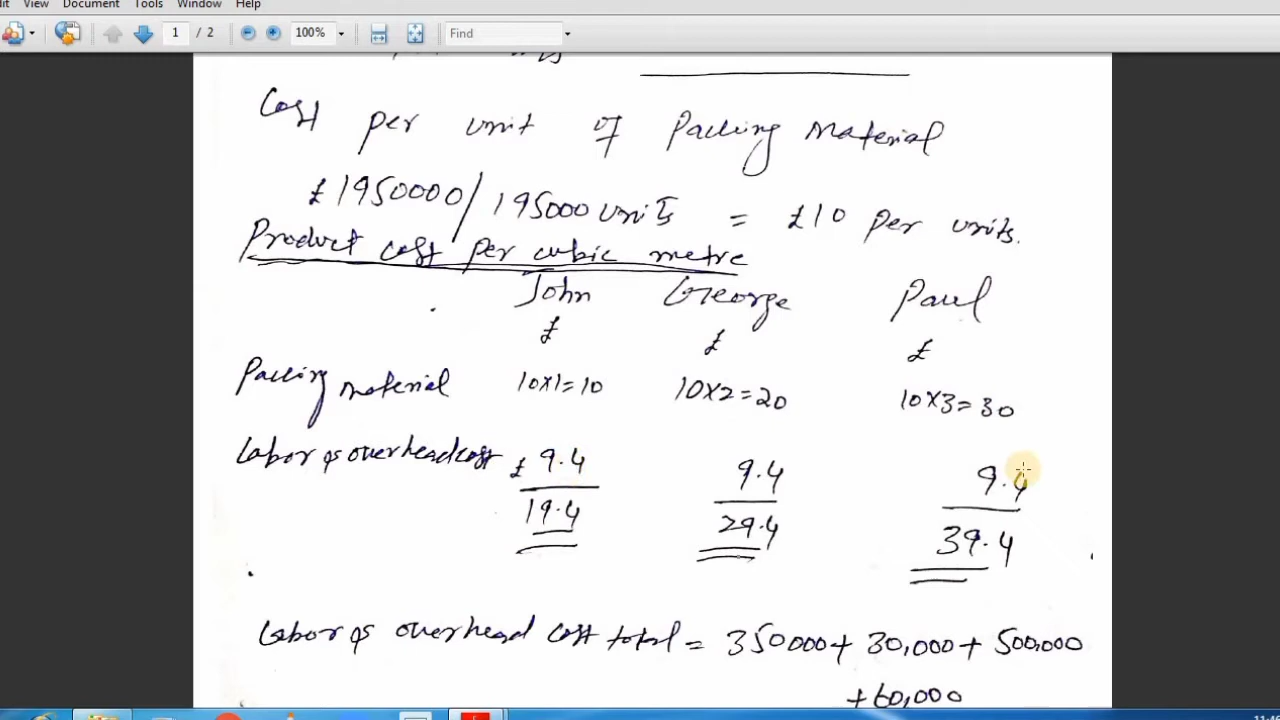 dit View Document Tools Window Help
1 / 2 100% Find
Cost per unit of Packing Material
£1950000/195000 units = £10 per units.
Product cost per cubic metre
John George Paul
£ £ £
Packing material 10x1=10 10x2=20 10x3=30
Labor & overhead cost £ 9.4 9.4 9.4
19.4 29.4 39.4
Labor & overhead cost total = 350000+ 30,000+ 500,000
+60,000